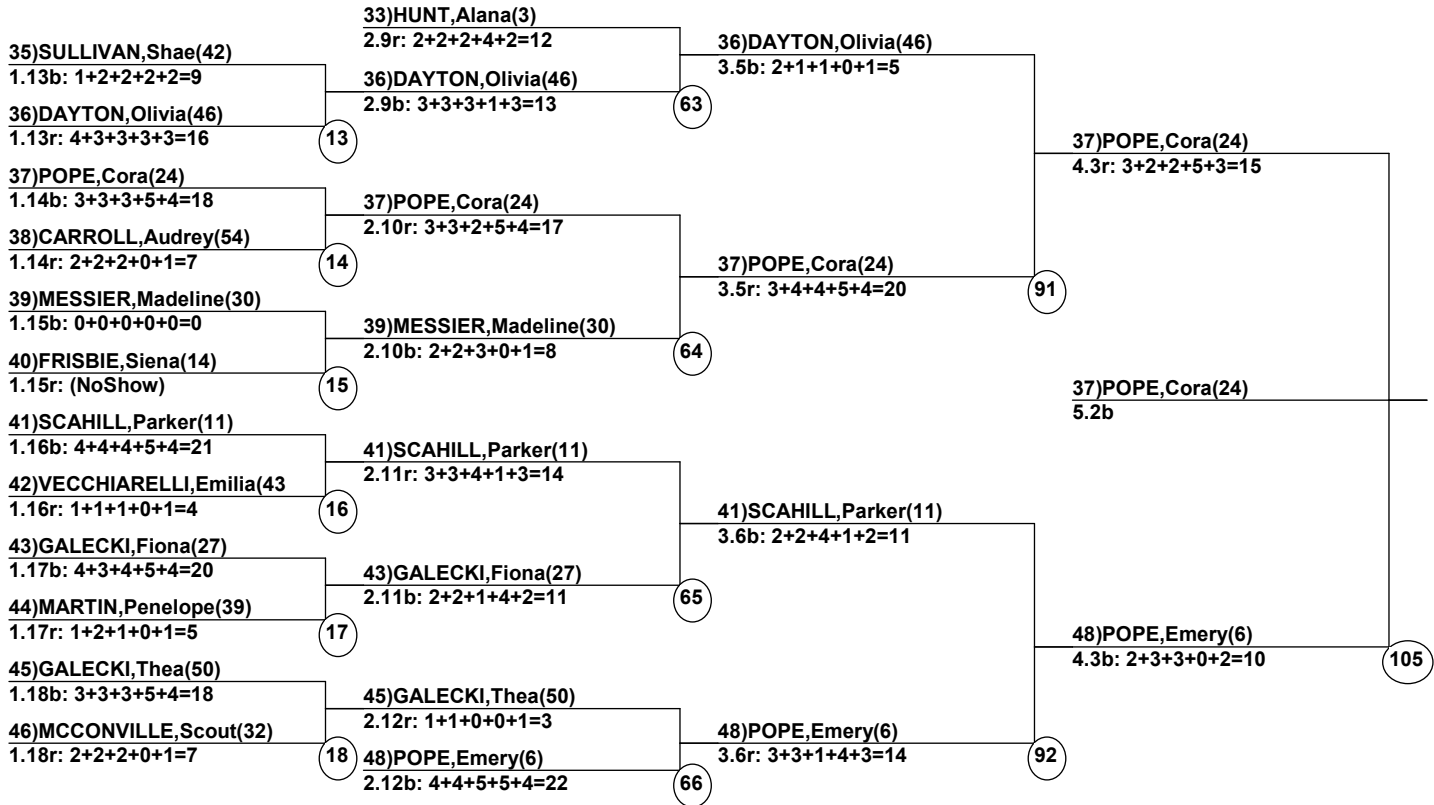 35)SULLIVAN,Shae(42)
1.13b: 1+2+2+2+2=9
36)DAYTON,Olivia(46)
1.13r: 4+3+3+3+3=16
13
37)POPE,Cora(24)
1.14b: 3+3+3+5+4=18
38)CARROLL,Audrey(54)
1.14r: 2+2+2+0+1=7
14
39)MESSIER,Madeline(30)
1.15b: 0+0+0+0+0=0
40)FRISBIE,Siena(14)
1.15r: (NoShow)
15
41)SCAHILL,Parker(11)
1.16b: 4+4+4+5+4=21
42)VECCHIARELLI,Emilia(43
1.16r: 1+1+1+0+1=4
16
43)GALECKI,Fiona(27)
1.17b: 4+3+4+5+4=20
44)MARTIN,Penelope(39)
1.17r: 1+2+1+0+1=5
17
45)GALECKI,Thea(50)
1.18b: 3+3+3+5+4=18
46)MCCONVILLE,Scout(32)
1.18r: 2+2+2+0+1=7
18
33)HUNT,Alana(3)
2.9r: 2+2+2+4+2=12
36)DAYTON,Olivia(46)
2.9b: 3+3+3+1+3=13
63
37)POPE,Cora(24)
2.10r: 3+3+2+5+4=17
39)MESSIER,Madeline(30)
2.10b: 2+2+3+0+1=8
64
41)SCAHILL,Parker(11)
2.11r: 3+3+4+1+3=14
43)GALECKI,Fiona(27)
2.11b: 2+2+1+4+2=11
65
45)GALECKI,Thea(50)
2.12r: 1+1+0+0+1=3
48)POPE,Emery(6)
2.12b: 4+4+5+5+4=22
66
36)DAYTON,Olivia(46)
3.5b: 2+1+1+0+1=5
37)POPE,Cora(24)
3.5r: 3+4+4+5+4=20
91
41)SCAHILL,Parker(11)
3.6b: 2+2+4+1+2=11
48)POPE,Emery(6)
3.6r: 3+3+1+4+3=14
92
37)POPE,Cora(24)
4.3r: 3+2+2+5+3=15
37)POPE,Cora(24)
5.2b
48)POPE,Emery(6)
4.3b: 2+3+3+0+2=10
105